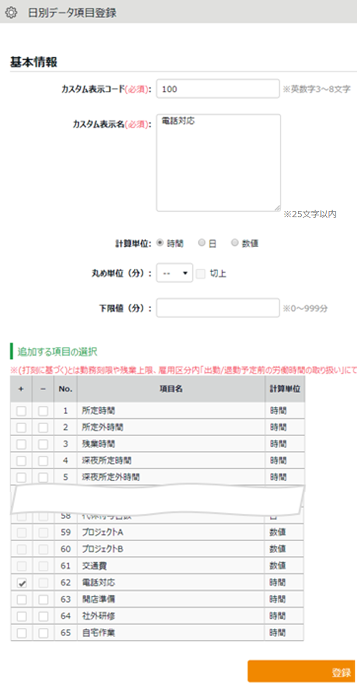 日別データ項目登録
基本情報
カスタム表示コード(必須): 100 ※英数字3～8文字
カスタム表示名(必須): 電話対応
※25文字以内
計算単位: 時間 日 数値
丸め単位（分）: -- 切上
下限値（分）: ※0～999分
追加する項目の選択
※(打刻に基づく)とは勤務刻限や残業上限、雇用区分内「出勤/退勤予定前の労働時間の取り扱い」にて
+ − No. 項目名 計算単位
1 所定時間 時間
2 所定外時間 時間
3 残業時間 時間
4 深夜所定時間 時間
5 深夜所定外時間 時間
58 代休付与日数 日
59 プロジェクトA 数値
60 プロジェクトB 数値
61 交通費 数値
62 電話対応 時間
63 開店準備 時間
64 社外研修 時間
65 自宅作業 時間
登録